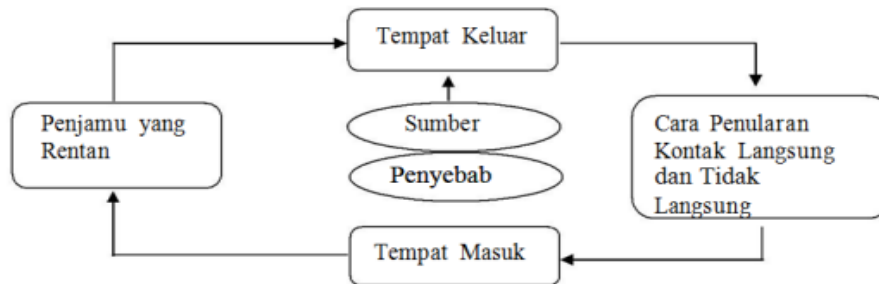 Tempat Keluar
Penjamu yang
Rentan
Sumber
Penyebab
Cara Penularan
Kontak Langsung
dan Tidak
Langsung
Tempat Masuk